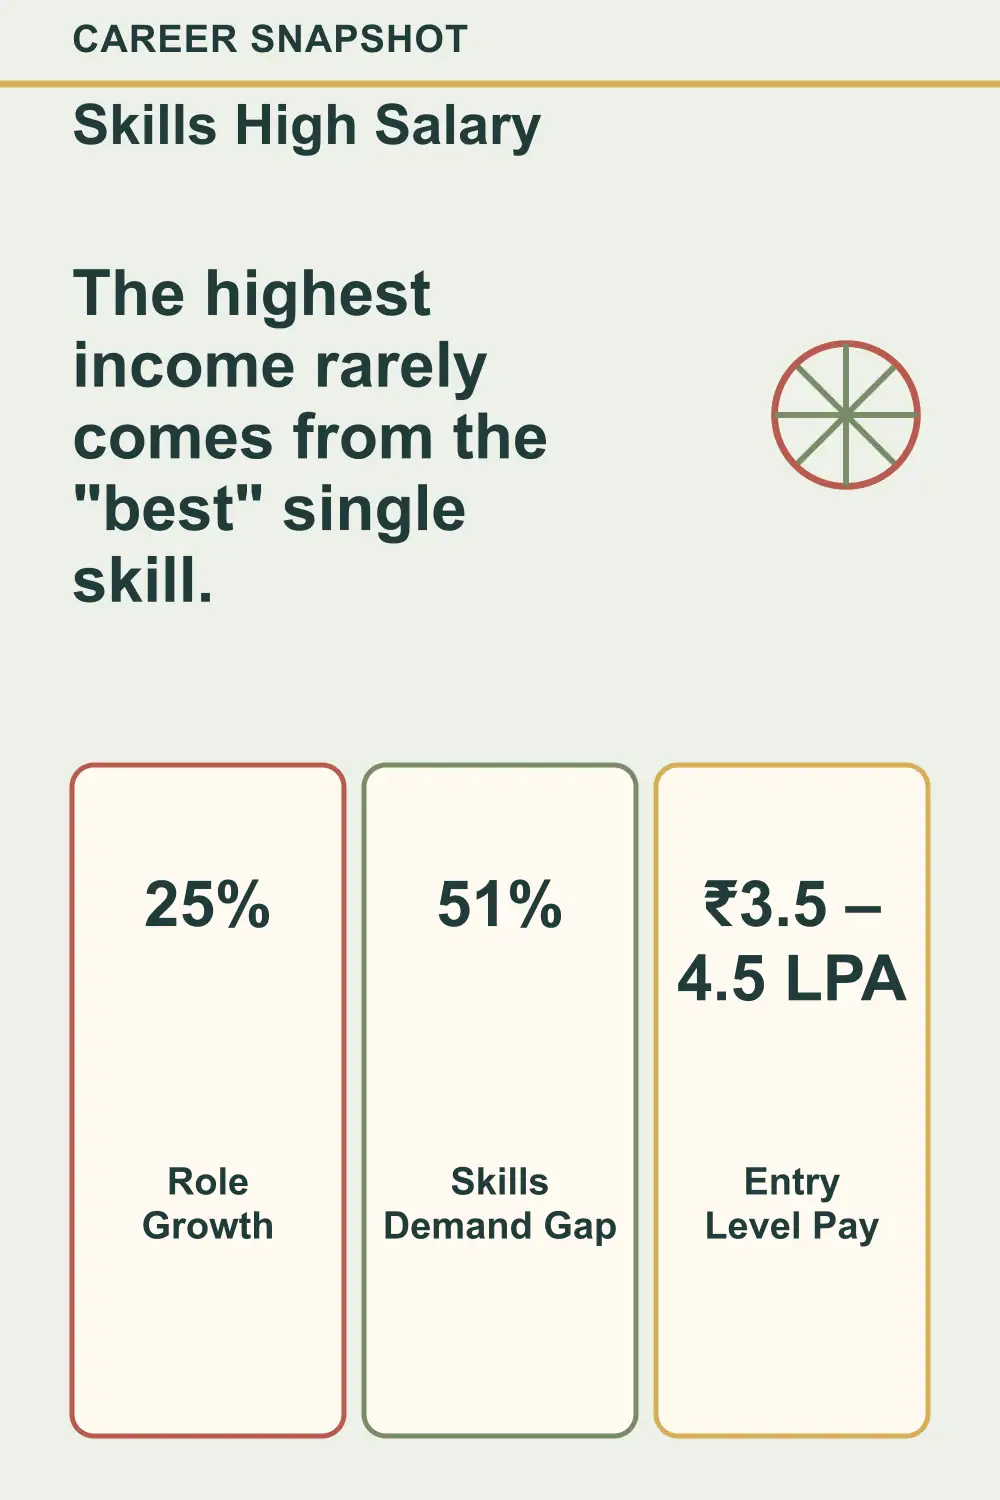 CAREER SNAPSHOT
Skills High Salary
The highest
income rarely
comes from the
"best" single
skill.
25%
Role
Growth
51%
Skills
Demand Gap
₹3.5 –
4.5 LPA
Entry
Level Pay